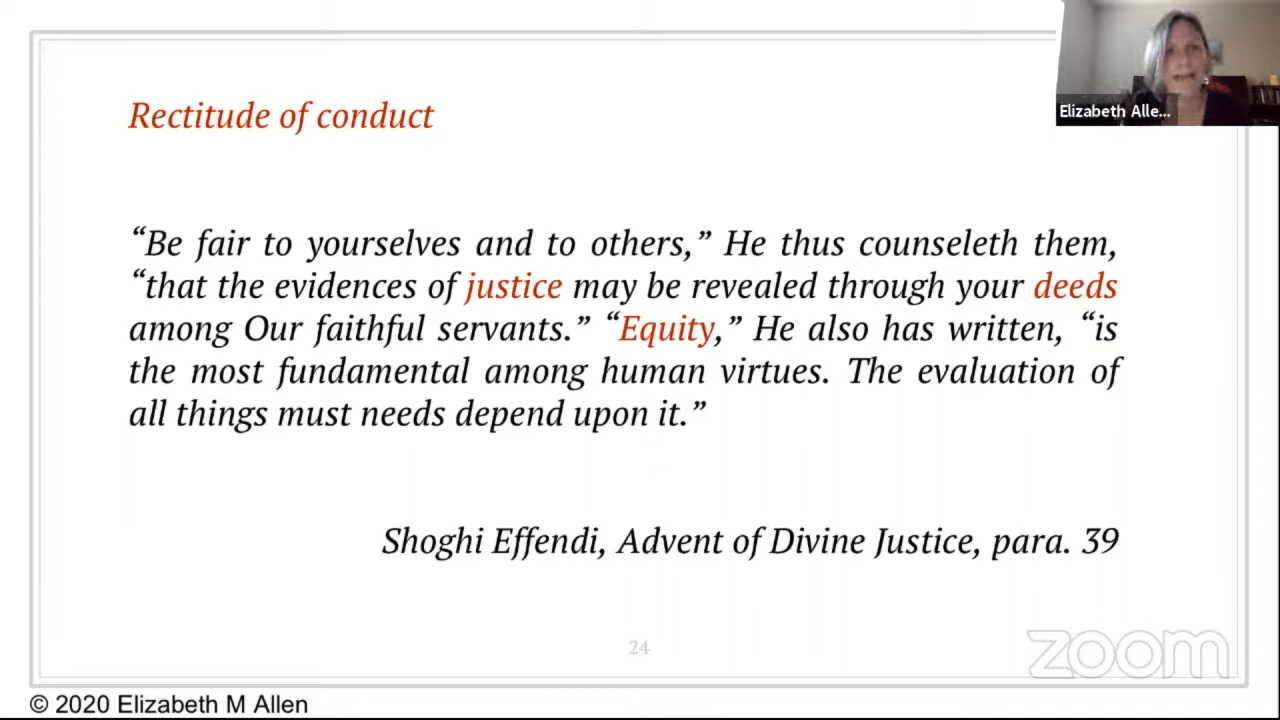 Elizabeth Alle...
Rectitude of conduct
“Be fair to yourselves and to others,” He thus counseleth them,
“that the evidences of justice may be revealed through your deeds
among Our faithful servants.” “Equity,” He also has written, “is
the most fundamental among human virtues. The evaluation of
all things must needs depend upon it.”
Shoghi Effendi, Advent of Divine Justice, para. 39
24
zoom
© 2020 Elizabeth M Allen